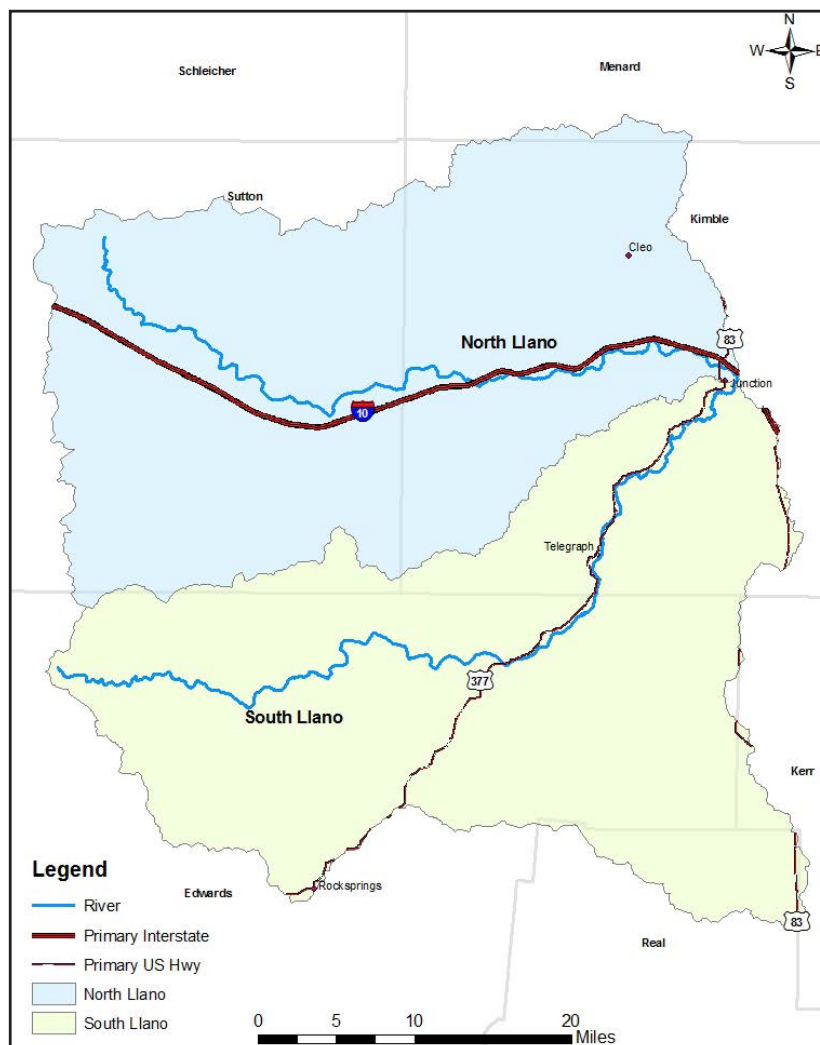 N
W E
S
Schleicher
Menard
Sutton
Kimble
Cleo
North Llano
83
Junction
10
Telegraph
377
South Llano
Kerr
Legend
River
Primary Interstate
Primary US Hwy
North Llano
South Llano
Edwards
Rocksprings
83
Real
0 5 10 20
Miles